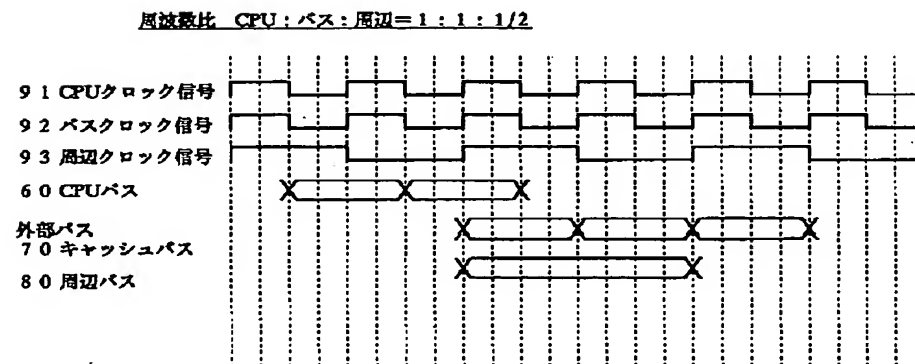 周波数比 CPU:バス:周辺=1:1:1/2
91CPUクロック信号
92バスクロック信号
93周辺クロック信号
60CPUバス
外部バス
70キャッシュバス
80周辺バス